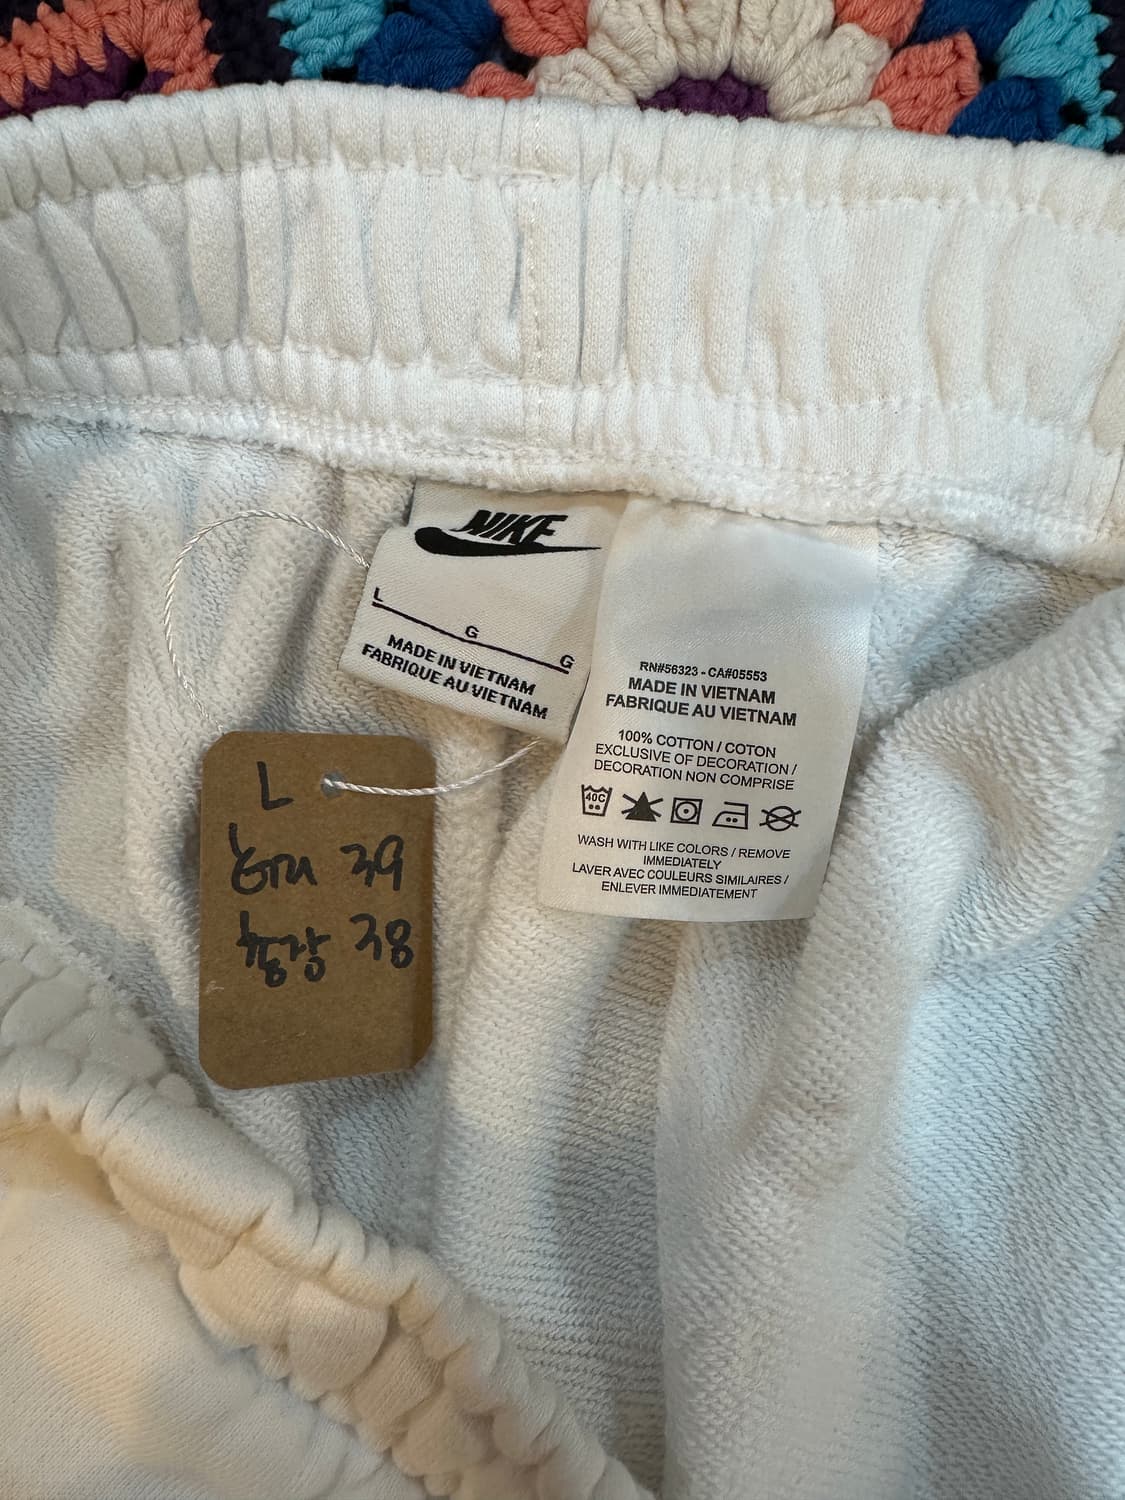 NIKE
L
G
G
MADE IN VIETNAM
FABRIQUE AU VIETNAM
RN#56323 - CA#05553
MADE IN VIETNAM
FABRIQUE AU VIETNAM
100% COTTON / COTON
EXCLUSIVE OF DECORATION /
DECORATION NON COMPRISE
40C
WASH WITH LIKE COLORS / REMOVE
IMMEDIATELY
LAVER AVEC COULEURS SIMILAIRES /
ENLEVER IMMEDIATEMENT
L
허리 39
총장 38